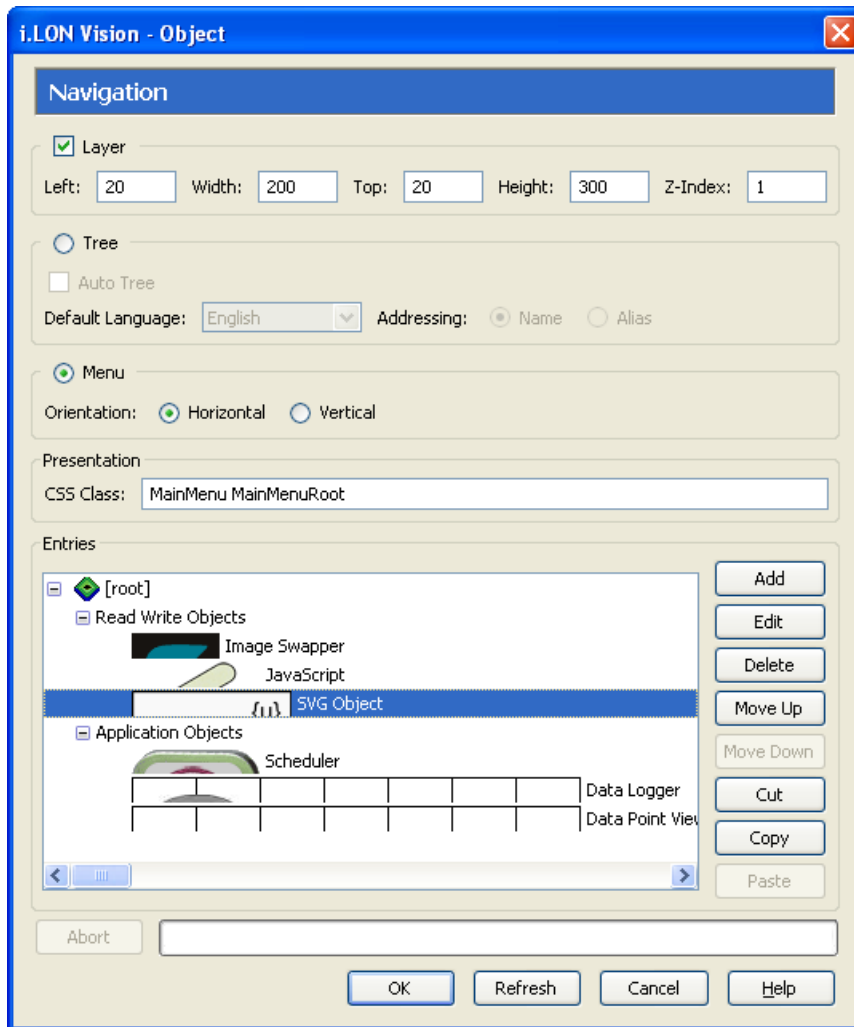 i.LON Vision - Object
Navigation
Layer
Left: 20 Width: 200 Top: 20 Height: 300 Z-Index: 1
Tree
Auto Tree
Default Language: English Addressing: Name Alias
Menu
Orientation: Horizontal Vertical
Presentation
CSS Class: MainMenu MainMenuRoot
Entries
[root]
Read Write Objects
Image Swapper
JavaScript
{u} SVG Object
Application Objects
Scheduler
Data Logger
Data Point View
Add
Edit
Delete
Move Up
Move Down
Cut
Copy
Paste
Abort
OK Refresh Cancel Help